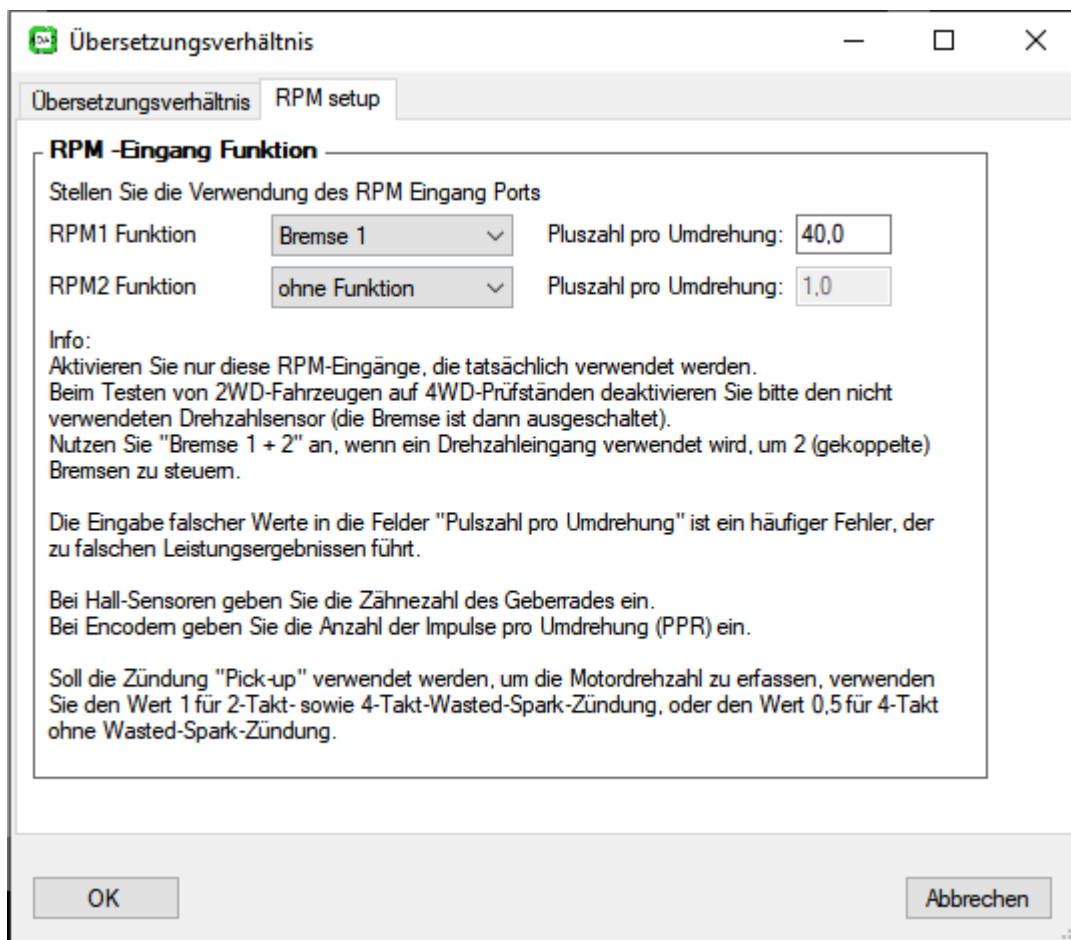 Übersetzungsverhältnis
Übersetzungsverhältnis RPM setup
RPM -Eingang Funktion
Stellen Sie die Verwendung des RPM Eingang Ports
RPM1 Funktion Bremse 1 Pluszahl pro Umdrehung: 40,0
RPM2 Funktion ohne Funktion Pluszahl pro Umdrehung: 1,0
Info:
Aktivieren Sie nur diese RPM-Eingänge, die tatsächlich verwendet werden.
Beim Testen von 2WD-Fahrzeugen auf 4WD-Prüfständen deaktivieren Sie bitte den nicht
verwendeten Drehzahlsensor (die Bremse ist dann ausgeschaltet).
Nutzen Sie "Bremse 1 + 2" an, wenn ein Drehzahleingang verwendet wird, um 2 (gekoppelte)
Bremsen zu steuern.
Die Eingabe falscher Werte in die Felder "Pulszahl pro Umdrehung" ist ein häufiger Fehler, der
zu falschen Leistungsergebnissen führt.
Bei Hall-Sensoren geben Sie die Zähnezahl des Geberrades ein.
Bei Encodern geben Sie die Anzahl der Impulse pro Umdrehung (PPR) ein.
Soll die Zündung "Pick-up" verwendet werden, um die Motordrehzahl zu erfassen, verwenden
Sie den Wert 1 für 2-Takt- sowie 4-Takt-Wasted-Spark-Zündung, oder den Wert 0,5 für 4-Takt
ohne Wasted-Spark-Zündung.
OK Abbrechen